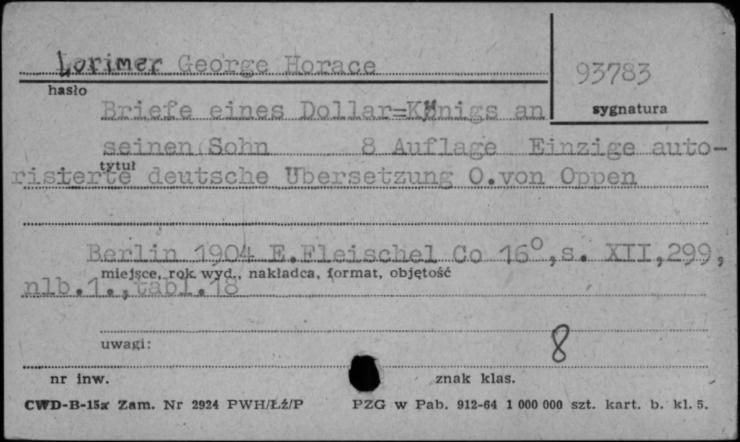 Lorimer George Horace
93783
hasło
sygnatura
Briefe eines Dollar=Königs an
seinen Sohn 8 Auflage Einzige auto-
tytuł
risterte deutsche Ubersetzung O.von Oppen
Berlin 1904 E.Fleischel Co 16°,s. XII,299,
miejsce, rok wyd., nakładca, format, objętość
nlb.1.,tabl.18
uwagi:
8
nr inw.
znak klas.
CWD-B-15a Zam. Nr 2924 PWH/Łź/P PZG w Pab. 912-64 1 000 000 szt. kart. b. kl. 5.